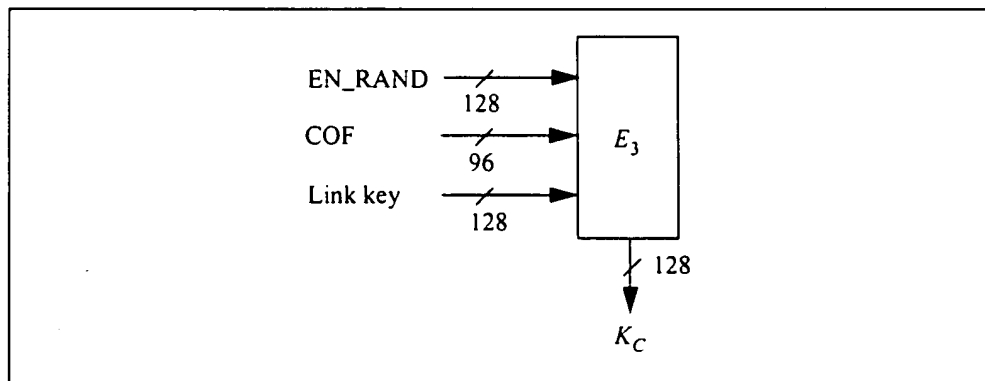 EN_RAND
128
COF
96
Link key
128
E3
128
KC